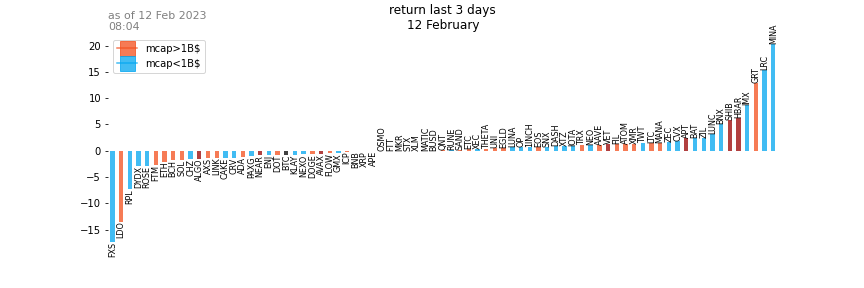 as of 12 Feb 2023
08:04
return last 3 days
12 February
mcap>1B$
mcap<1B$
20
15
10
5
0
−5
−10
−15
FXS
LDO
RPL
DYDX
ROSE
FTM
ETH
BCH
SOL
CHZ
ALGO
AXS
LINK
CAKE
CRV
ADA
PAXG
NEAR
ENJ
DOT
BTC
KLAY
NEXO
DOGE
AVAX
FLOW
GMX
ICP
BNB
XRP
APE
OSMO
FTT
MKR
STX
XLM
MATIC
BUSD
QNT
RUNE
SAND
ETC
XEC
THETA
UNI
EGLD
LUNA
OP
1INCH
EOS
SNX
DASH
XTZ
IOTA
TRX
NEO
AAVE
VET
FIL
ATOM
XMR
TWT
LTC
MANA
ZEC
CVX
APT
BAT
ZIL
LUNC
BNX
SHIB
HBAR
IMX
GRT
LRC
MINA